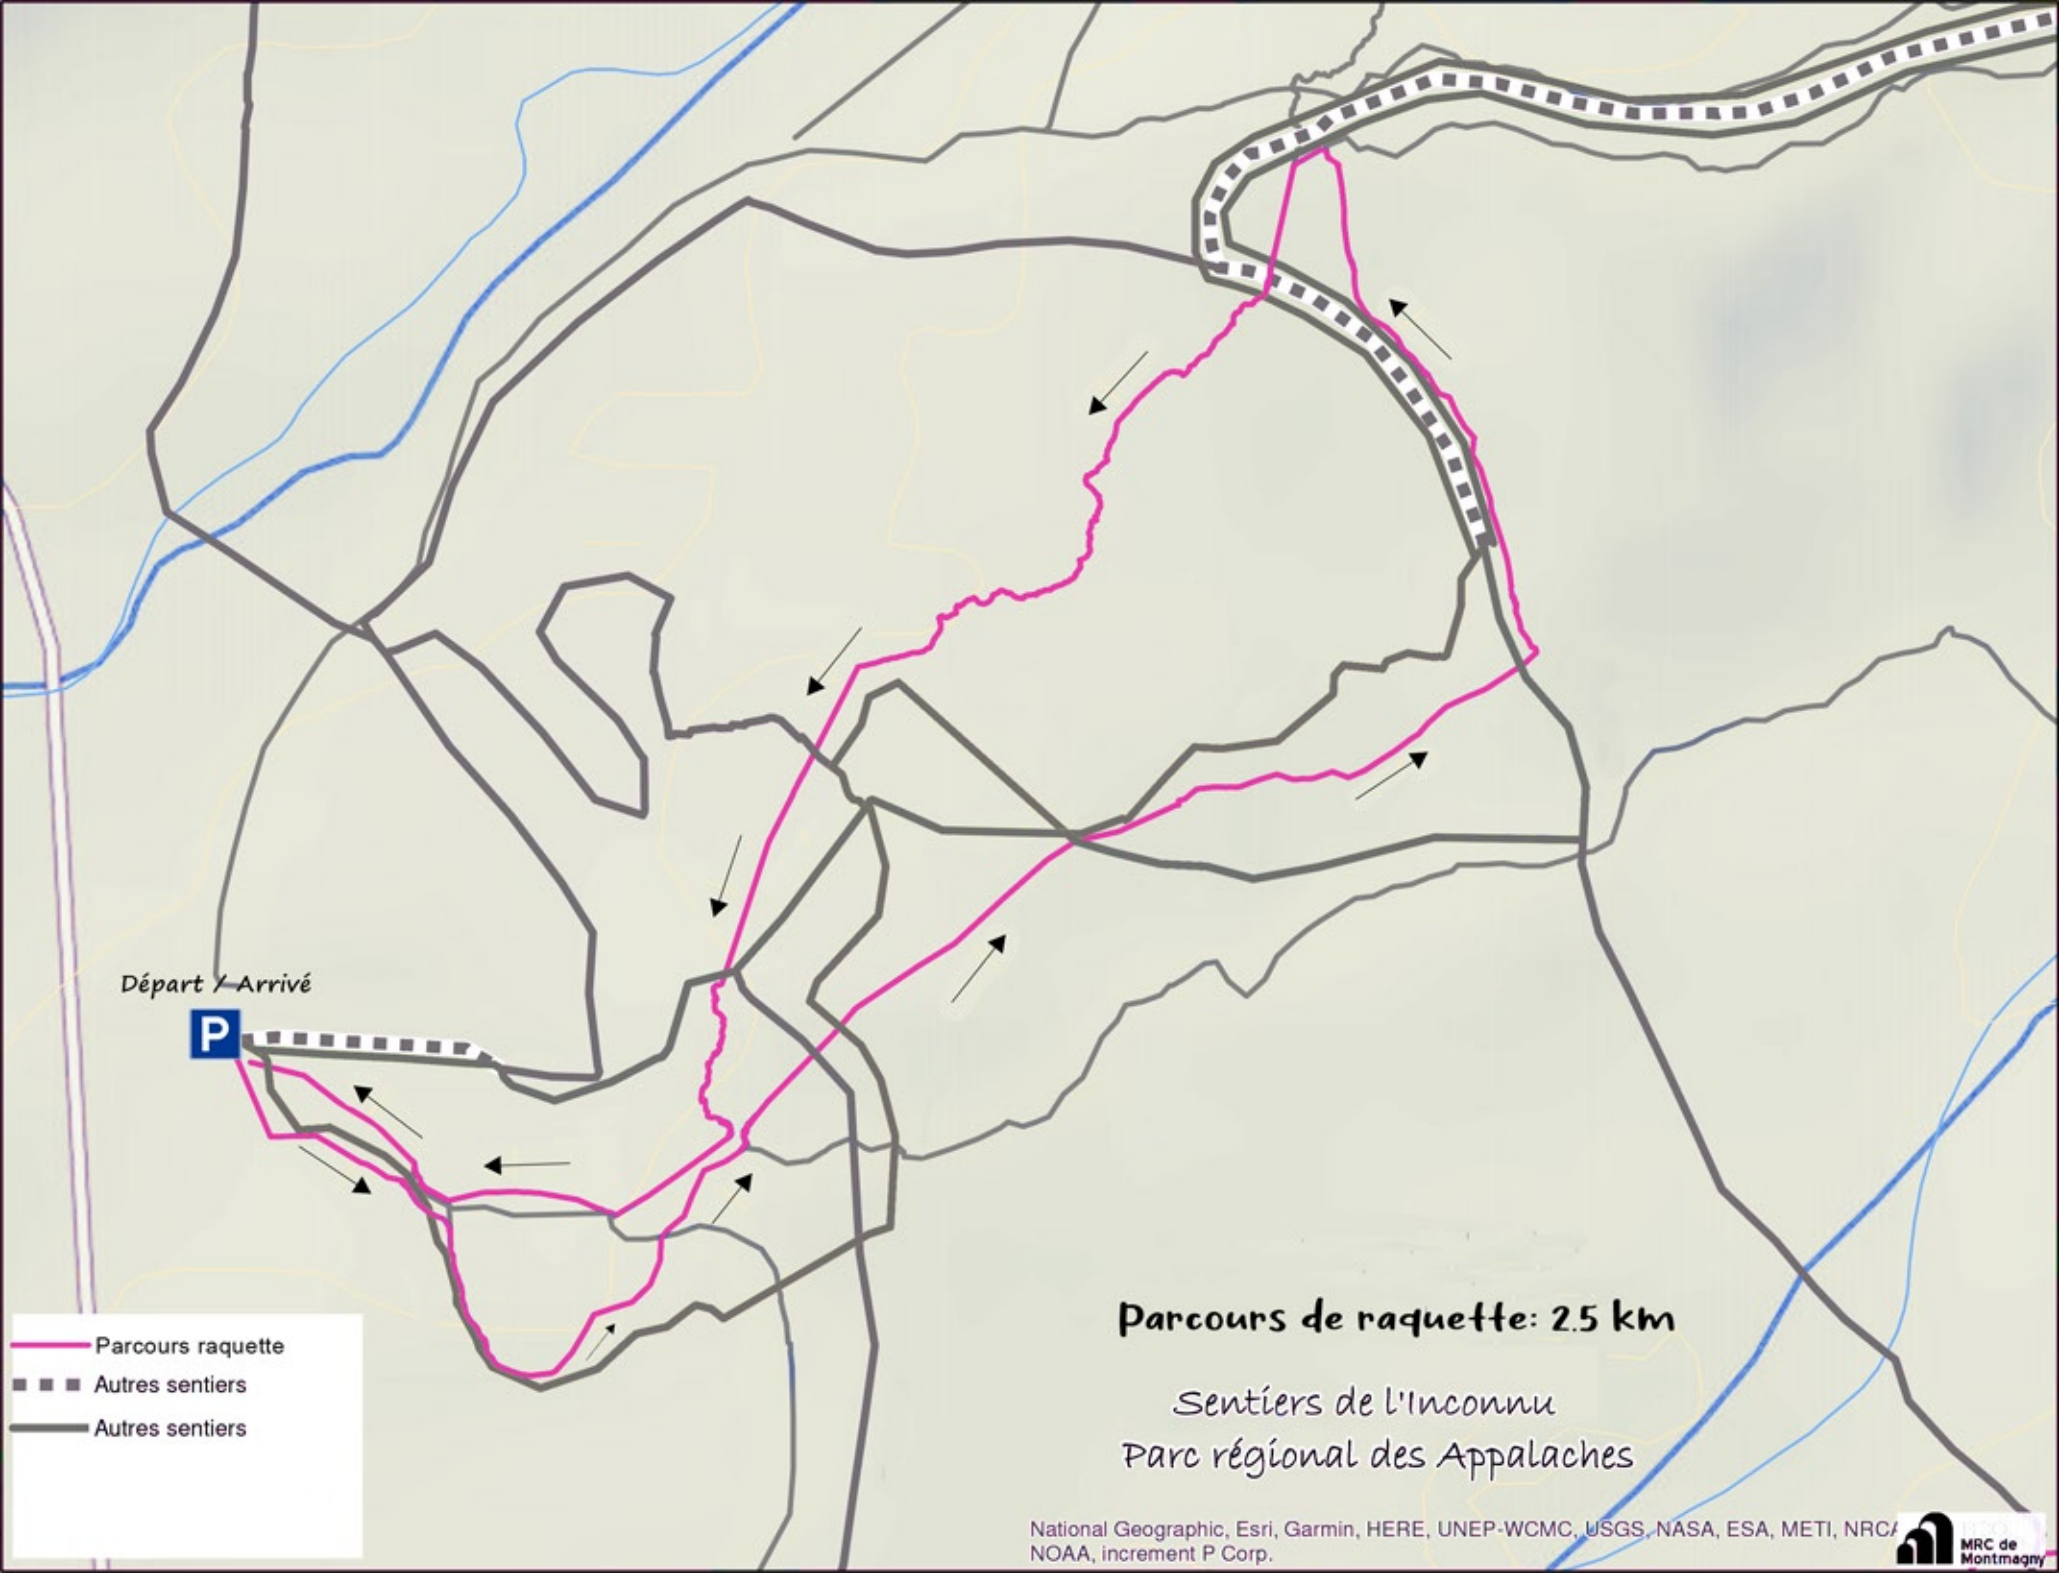 Départ / Arrivé
P
Parcours raquette
Autres sentiers
Autres sentiers
Parcours de raquette: 2.5 km
Sentiers de l'Inconnu
Parc régional des Appalaches
National Geographic, Esri, Garmin, HERE, UNEP-WCMC, USGS, NASA, ESA, METI, NRCA
NOAA, increment P Corp.
MRC de
Montmagny